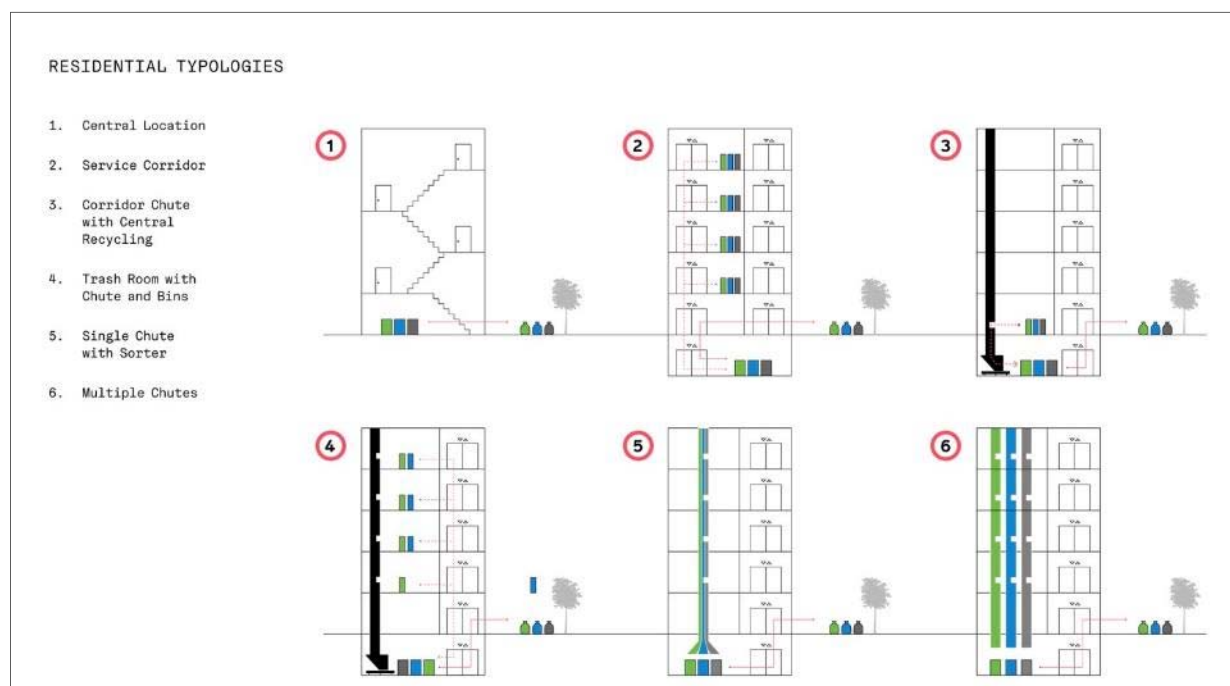 RESIDENTIAL TYPOLOGIES
1. Central Location
2. Service Corridor
3. Corridor Chute
with Central
Recycling
4. Trash Room with
Chute and Bins
5. Single Chute
with Sorter
6. Multiple Chutes
1
2
3
4
5
6